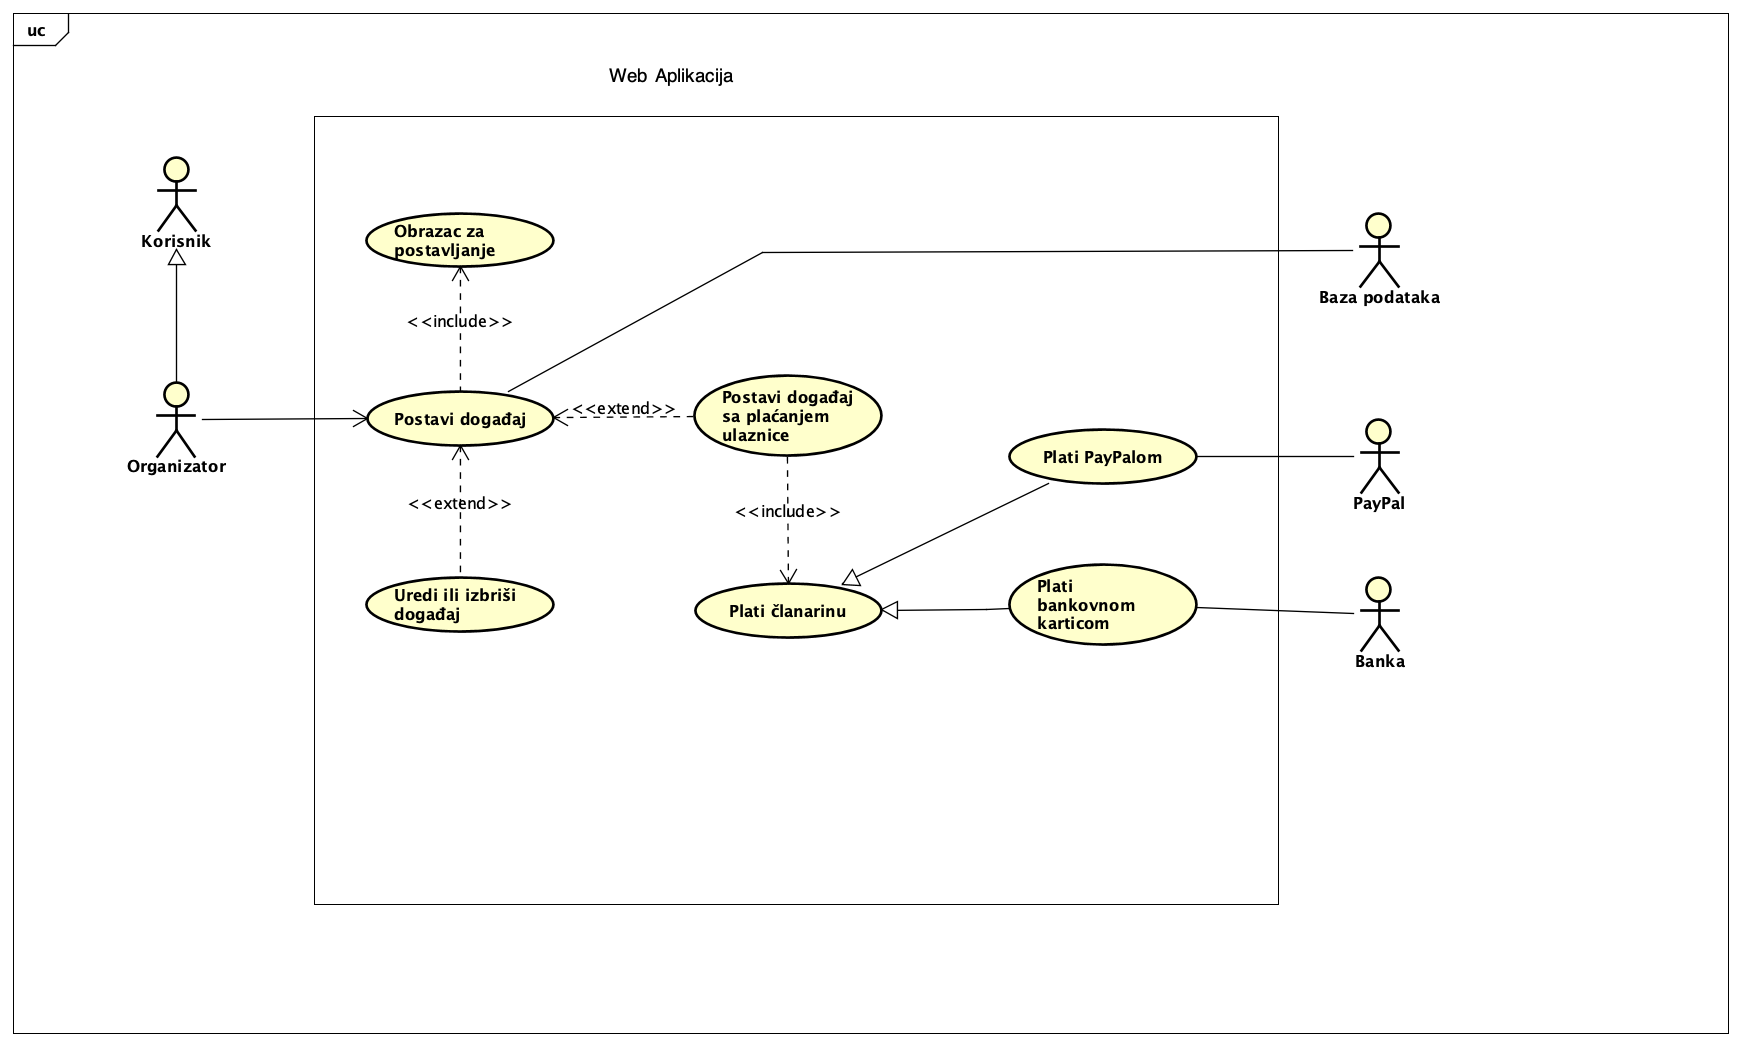 uc
Web Aplikacija
Korisnik
Obrazac za
postavljanje
Baza podataka
<<include>>
Organizator
Postavi događaj
<<extend>>
Postavi događaj
sa plaćanjem
ulaznice
Plati PayPalom
PayPal
<<extend>>
<<include>>
Uredi ili izbriši
događaj
Plati članarinu
Plati
bankovnom
karticom
Banka